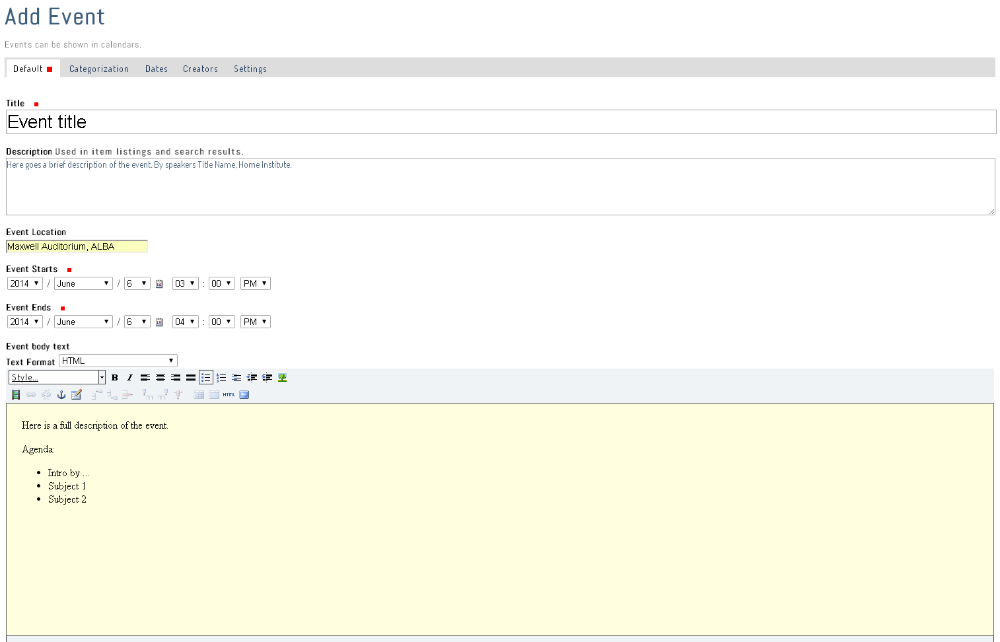 Add Event
Events can be shown in calendars.
Default Categorization Dates Creators Settings
Title
Event title
Description Used in item listings and search results.
Here goes a brief description of the event. By speakers Title Name, Home Institute.
Event Location
Maxwell Auditorium, ALBA
Event Starts
2014 / June / 6 12 03 : 00 PM
Event Ends
2014 / June / 6 12 04 : 00 PM
Event body text
Text Format HTML
Style... B I
HTML
Here is a full description of the event.
Agenda:
• Intro by ...
• Subject 1
• Subject 2